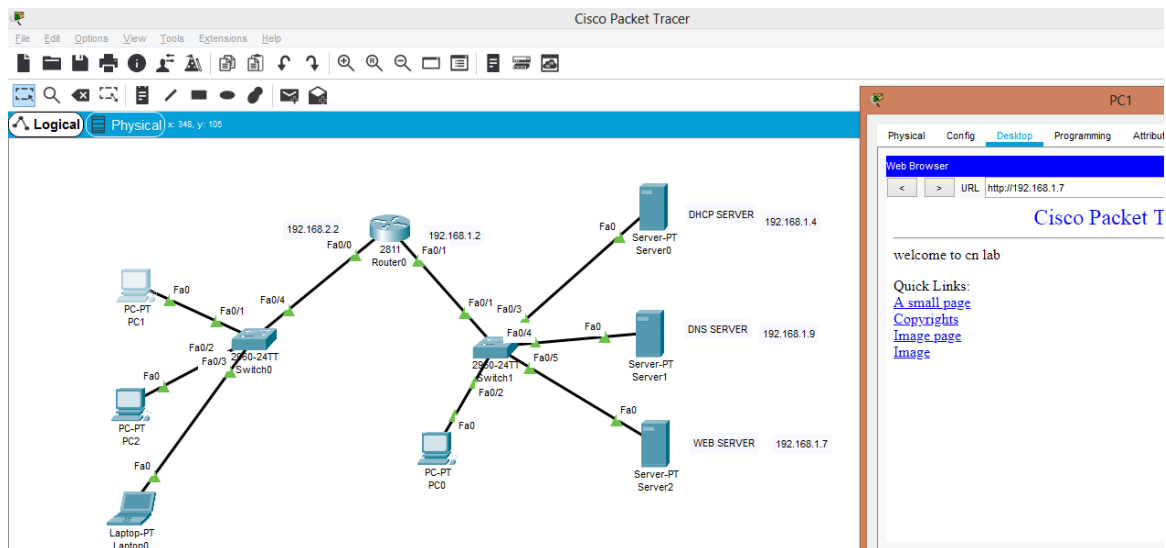 Cisco Packet Tracer
File Edit Options View Tools Extensions Help
Logical Physical x: 348, y: 105
PC1
Physical Config Desktop Programming Attribut
Web Browser
< > URL http://192.168.1.7
Cisco Packet T
welcome to cn lab
Quick Links:
A small page
Copyrights
Image page
Image
192.168.2.2
Fa0/0
2811
Router0
192.168.1.2
Fa0/1
Fa0
PC-PT
PC1
Fa0/1
Fa0/4
Fa0/2
Fa0/3
2960-24TT
Switch0
Fa0
PC-PT
PC2
Fa0
Laptop-PT
Laptop0
Fa0/1
Fa0/3
Fa0/4
Fa0/5
2960-24TT
Switch1
Fa0/2
Fa0
PC-PT
PC0
Fa0
Server-PT
Server0
DHCP SERVER 192.168.1.4
Fa0
Server-PT
Server1
DNS SERVER 192.168.1.9
Fa0
Server-PT
Server2
WEB SERVER 192.168.1.7